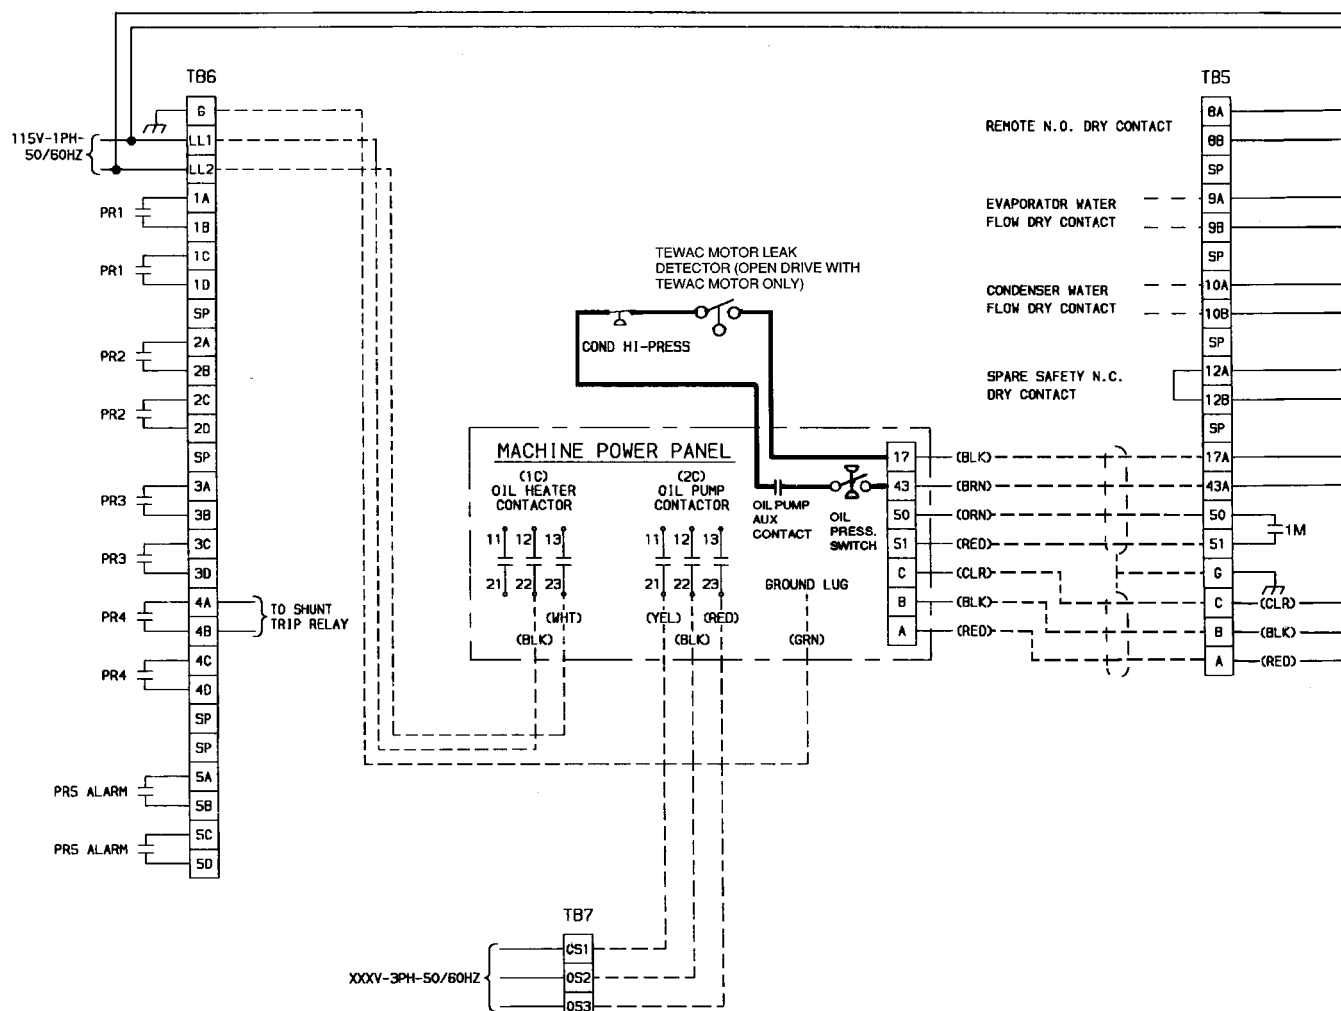 TB6
G
LL1
LL2
1A
1B
1C
1D
SP
2A
2B
2C
2D
SP
3A
3B
3C
3D
4A
4B
4C
4D
SP
SP
5A
5B
5C
5D
115V-1PH-
50/60HZ
PR1
PR1
PR2
PR2
PR3
PR3
PR4
PR4
PR5 ALARM
PR5 ALARM
TO SHUNT
TRIP RELAY
TEWAC MOTOR LEAK
DETECTOR (OPEN DRIVE WITH
TEWAC MOTOR ONLY)
COND HI-PRESS
MACHINE POWER PANEL
(1C)
OIL HEATER
CONTACTOR
11 12 13
21 22 23
(WHT)
(BLK)
(2C)
OIL PUMP
CONTACTOR
11 12 13
21 22 23
(YEL) (RED)
(BLK)
OIL PUMP
AUX
CONTACT
OIL
PRESS.
SWITCH
GROUND LUG
(GRN)
17
43
50
51
C
B
A
(BLK)
(BRN)
(ORN)
(RED)
(CLR)
(BLK)
(RED)
TB5
8A
8B
SP
9A
9B
SP
10A
10B
SP
12A
12B
SP
17A
43A
50
51
G
C
B
A
REMOTE N.O. DRY CONTACT
EVAPORATOR WATER
FLOW DRY CONTACT
CONDENSER WATER
FLOW DRY CONTACT
SPARE SAFETY N.C.
DRY CONTACT
1M
(CLR)
(BLK)
(RED)
TB7
OS1
OS2
OS3
XXXV-3PH-50/60HZ